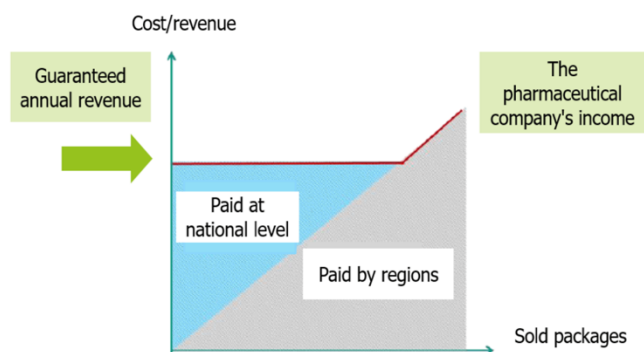 Cost/revenue
Guaranteed
annual revenue
The
pharmaceutical
company's income
Paid at
national level
Paid by regions
Sold packages